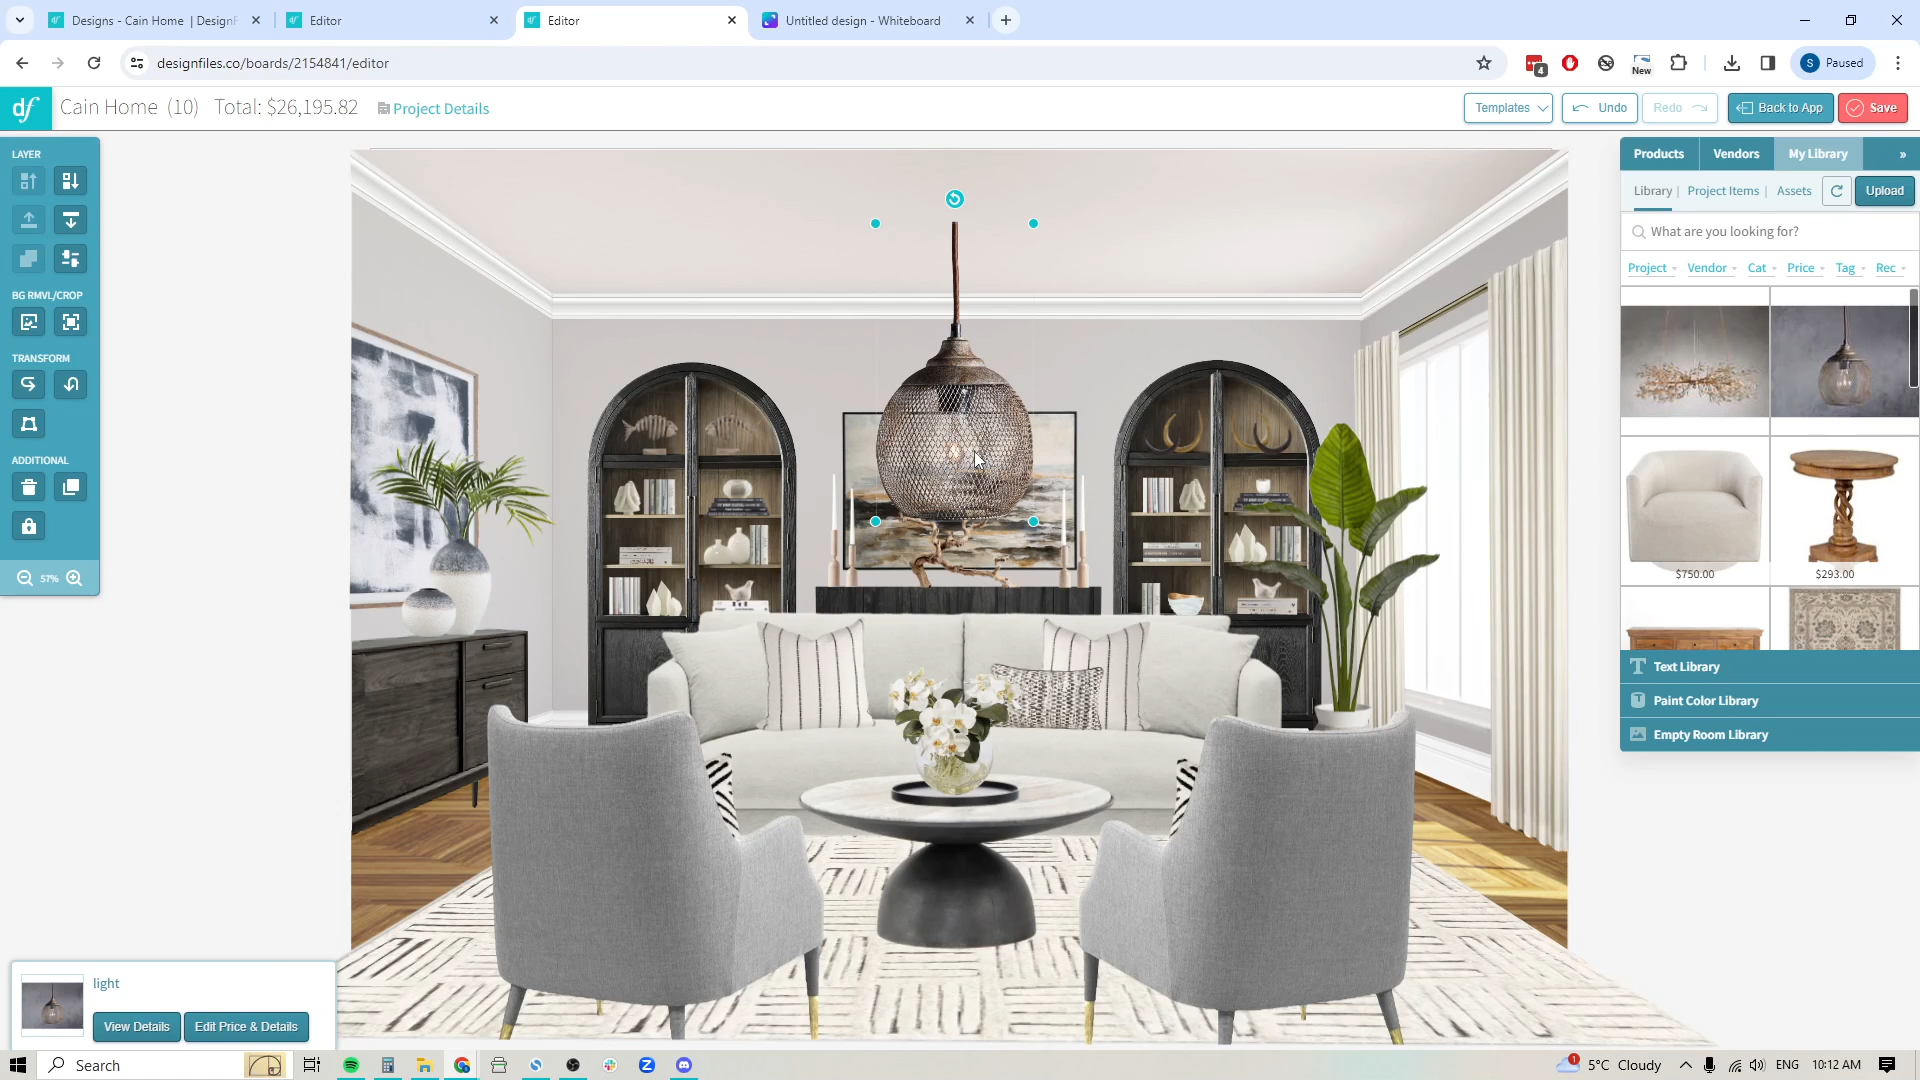 Designs - Cain Home | DesignF
Editor
Editor
Untitled design - Whiteboard
designfiles.co/boards/2154841/editor
4
New
S Paused
df Cain Home (10) Total: $26,195.82 Project Details
Templates
Undo
Redo
Back to App
Save
LAYER
BG RMVL/CROP
TRANSFORM
ADDITIONAL
57%
Products Vendors My Library »
Library | Project Items | Assets Upload
What are you looking for?
Project Vendor Cat Price Tag Rec
$750.00 $293.00
Text Library
Paint Color Library
Empty Room Library
light
View Details Edit Price & Details
Search
1 5°C Cloudy ENG 10:12 AM